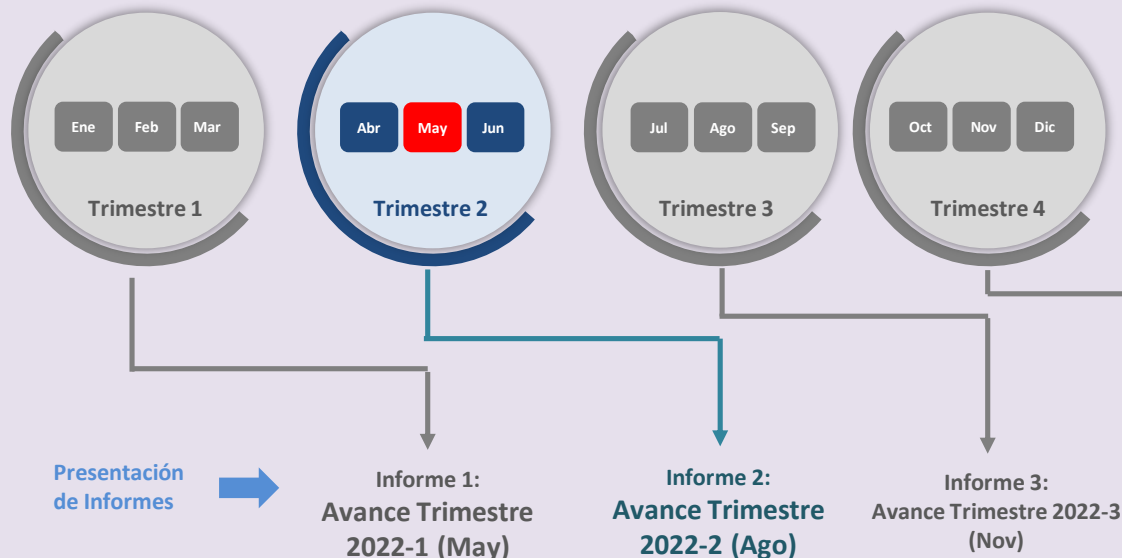 Ene Feb Mar
Trimestre 1
Abr May Jun
Trimestre 2
Jul Ago Sep
Trimestre 3
Oct Nov Dic
Trimestre 4
Presentación
de Informes
Informe 1:
Avance Trimestre
2022-1 (May)
Informe 2:
Avance Trimestre
2022-2 (Ago)
Informe 3:
Avance Trimestre 2022-3
(Nov)